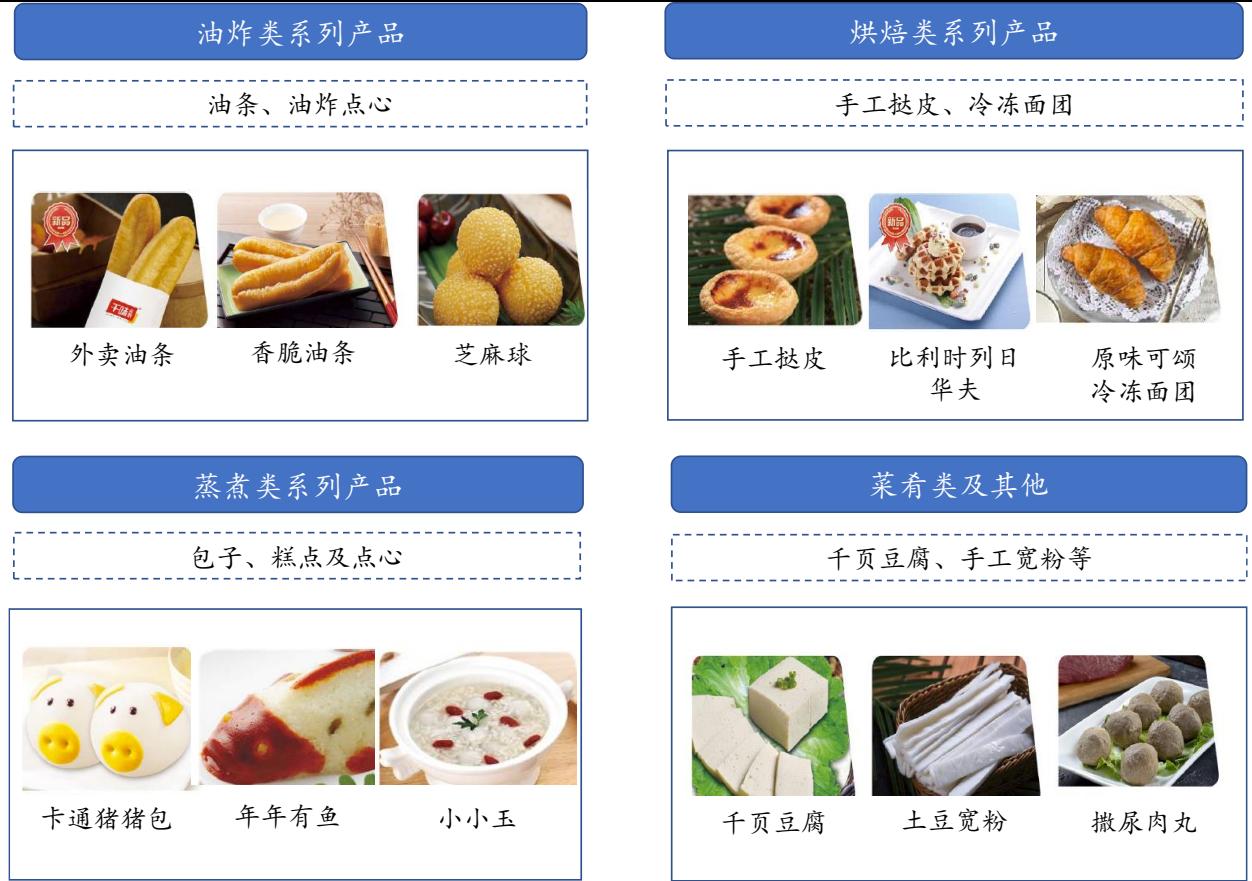 油炸类系列产品
油条、油炸点心
新品
千味
外卖油条
香脆油条
芝麻球
烘焙类系列产品
手工挞皮、冷冻面团
新品
手工挞皮
比利时列日
华夫
原味可颂
冷冻面团
蒸煮类系列产品
包子、糕点及点心
卡通猪猪包
年年有鱼
小小玉
菜肴类及其他
千页豆腐、手工宽粉等
千页豆腐
土豆宽粉
撒尿肉丸